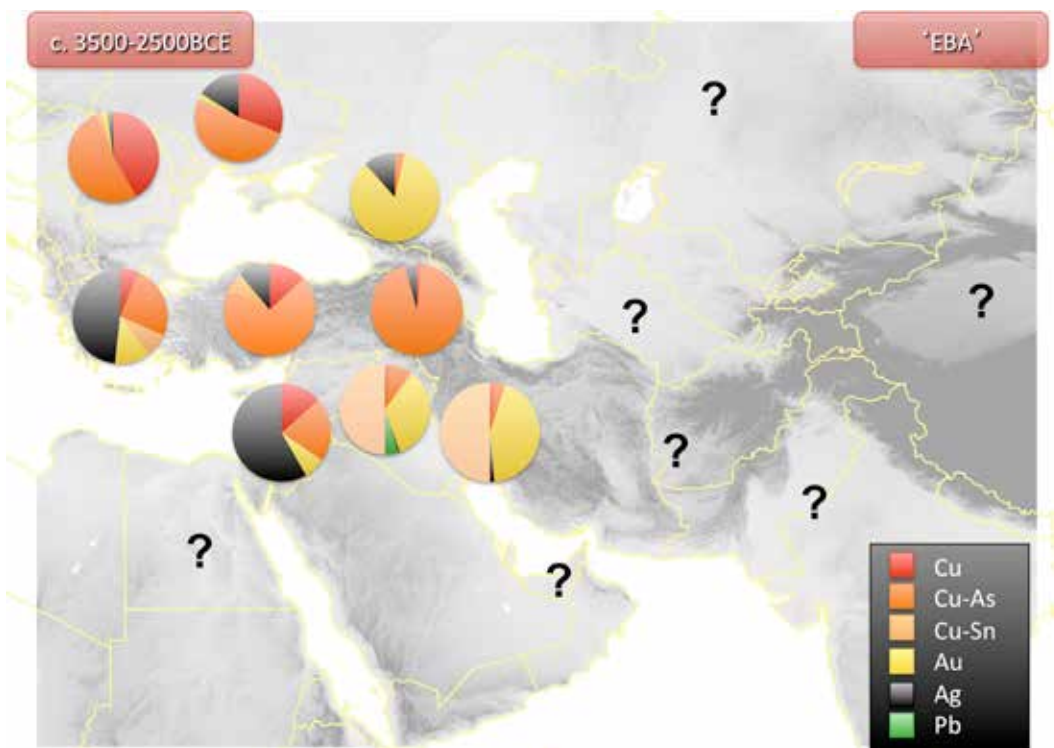 c. 3500-2500BCE
'EBA'
?
?
?
?
?
?
?
Cu
Cu-As
Cu-Sn
Au
Ag
Pb